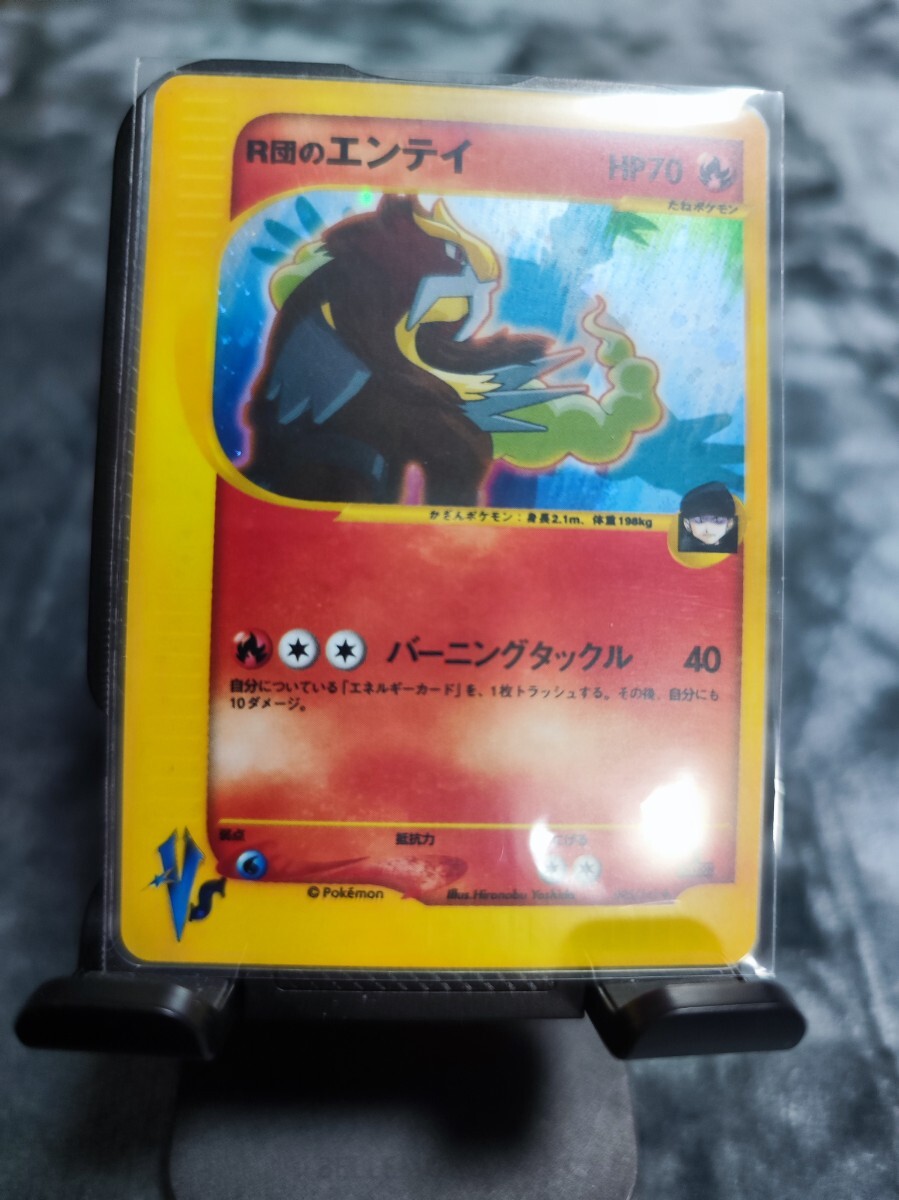 R団のエンテイ HP70
たねポケモン
かざんポケモン：身長2.1m、体重198kg
バーニングタックル 40
自分についている「エネルギーカード」を、1枚トラッシュする。その後、自分にも
10ダメージ。
弱点 抵抗力 にげる
VS
© Pokémon illus. Hironobu Yoshida